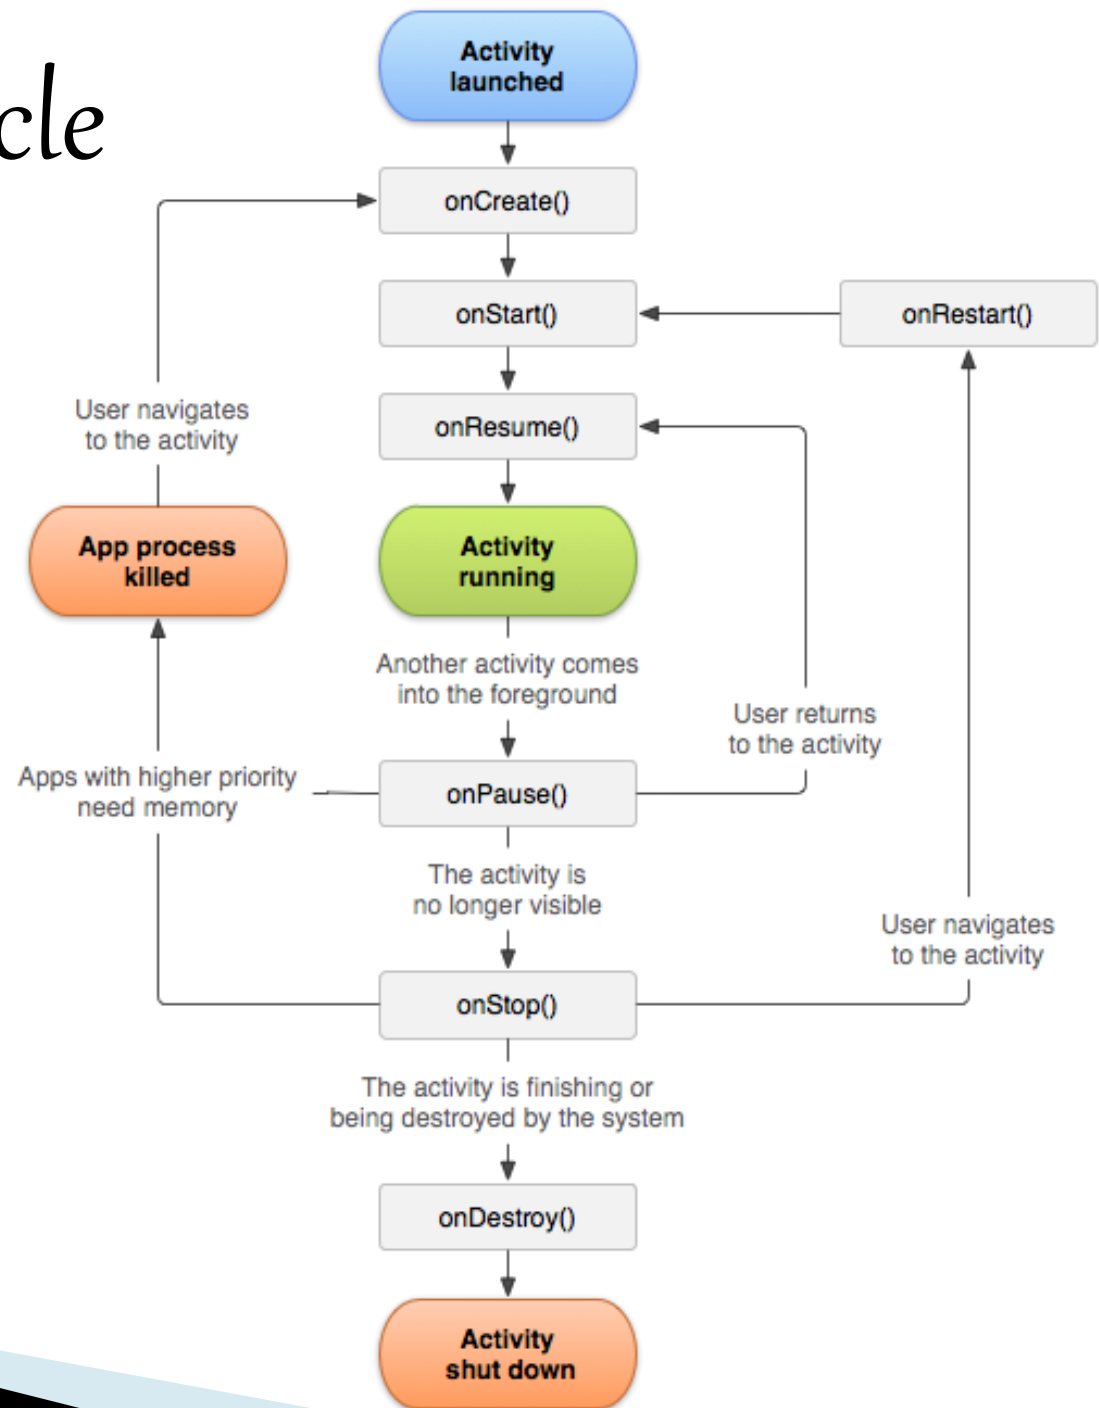 cle
Activity
launched
onCreate()
onStart()
onRestart()
onResume()
User navigates
to the activity
App process
killed
Activity
running
Another activity comes
into the foreground
User returns
to the activity
Apps with higher priority
need memory
onPause()
The activity is
no longer visible
User navigates
to the activity
onStop()
The activity is finishing or
being destroyed by the system
onDestroy()
Activity
shut down